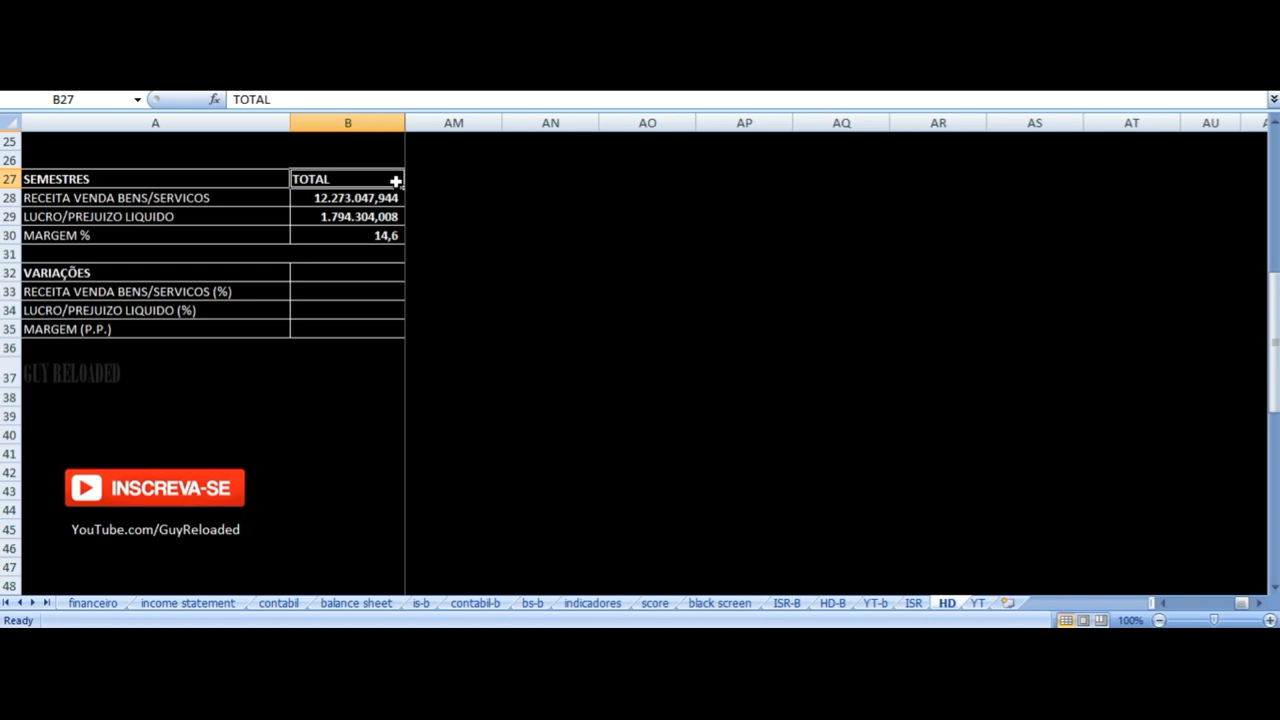 B27 TOTAL
A B AM AN AO AP AQ AR AS AT AU
25
26
27 SEMESTRES TOTAL
28 RECEITA VENDA BENS/SERVICOS 12.273.047,944
29 LUCRO/PREJUIZO LIQUIDO 1.794.304,008
30 MARGEM % 14,6
31
32 VARIAÇÕES
33 RECEITA VENDA BENS/SERVICOS (%)
34 LUCRO/PREJUIZO LIQUIDO (%)
35 MARGEM (P.P.)
36
37 GUY RELOADED
38
39
40
41
42
43 INSCREVA-SE
44
45 YouTube.com/GuyReloaded
46
47
48
financeiro income statement contabil balance sheet is-b contabil-b bs-b indicadores score black screen ISR-B HD-B YT-b ISR HD YT
Ready 100%